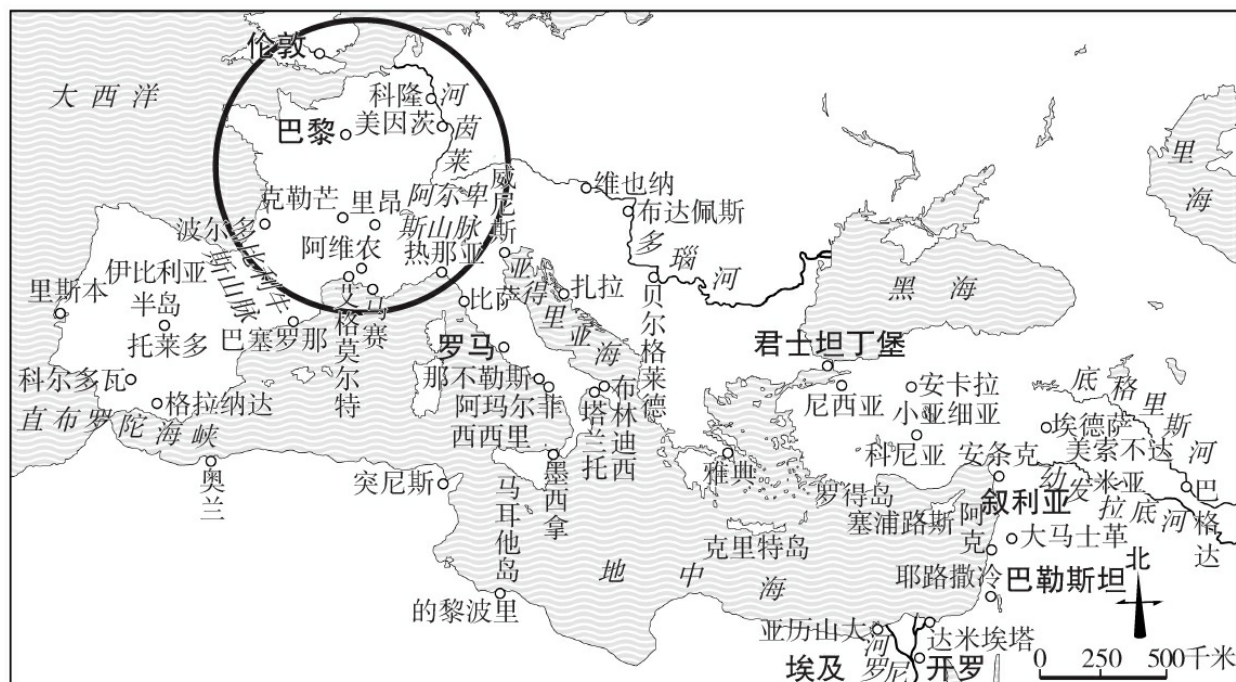 伦敦
大西洋
科隆
河
美因茨
茵
巴黎
莱
里
海
克勒芒
里昂
阿尔卑
斯山脉
威尼斯
维也纳
布达佩斯
多瑙河
波尔多
比利牛
斯山脉
阿维农
热那亚
伊比利亚
半岛
里斯本
托莱多
巴塞罗那
艾格莫尔特
马赛
比萨
亚得里亚海
扎拉
贝尔格莱德
黑海
罗马
君士坦丁堡
科尔多瓦
格拉纳达
直布罗陀海峡
那不勒斯
阿玛尔菲
西西里
塔兰托
布林迪西
尼西亚
安卡拉
小亚细亚
底格里斯河
埃德萨
美索不达
米亚
科尼亚
安条克
幼发拉底河
巴格达
奥兰
突尼斯
马耳他岛
墨西拿
雅典
罗得岛
塞浦路斯
叙利亚
阿克
大马士革
克里特岛
地中海
耶路撒冷
巴勒斯坦
北
的黎波里
亚历山大
达米埃塔
尼罗河
埃及
开罗
0 250 500千米